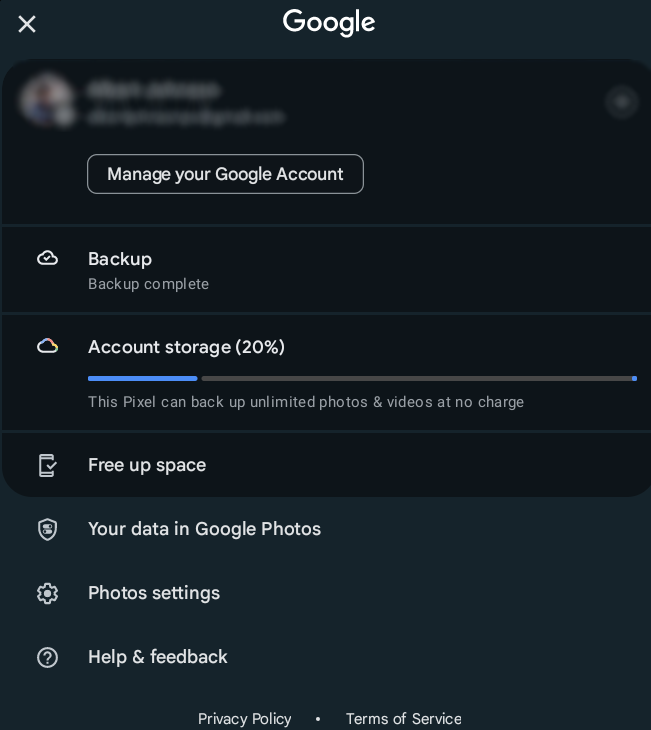 Google
Manage your Google Account
Backup
Backup complete
Account storage (20%)
This Pixel can back up unlimited photos & videos at no charge
Free up space
Your data in Google Photos
Photos settings
Help & feedback
Privacy Policy • Terms of Service